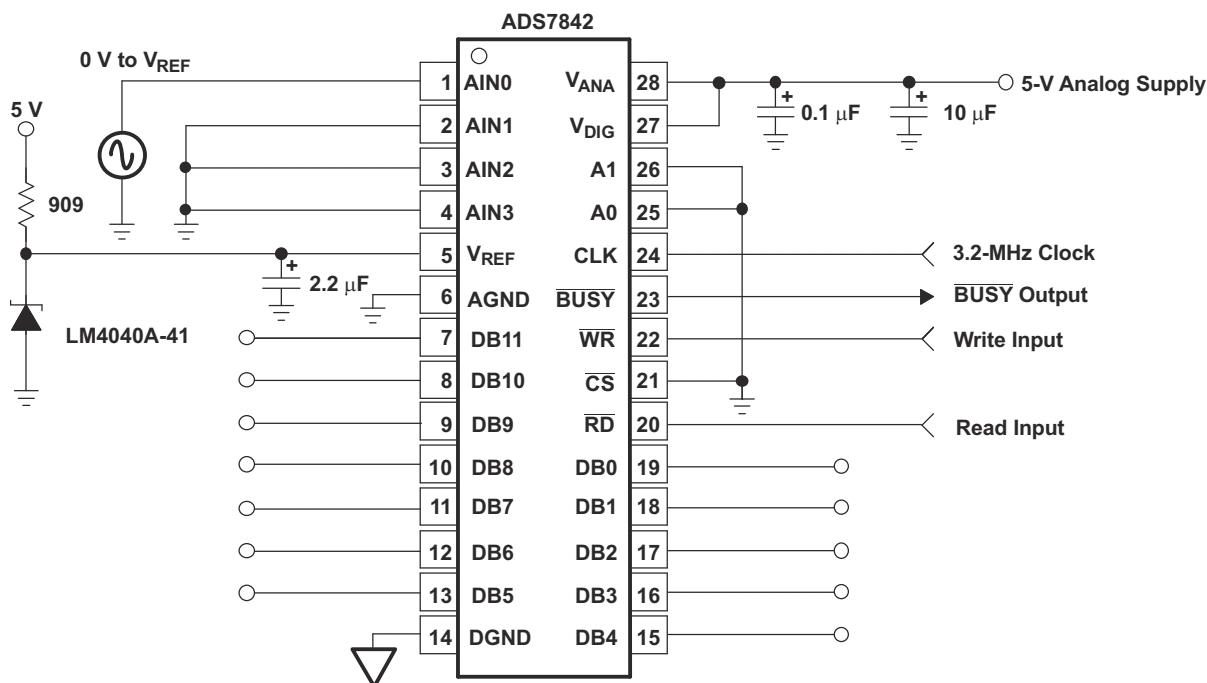 ADS7842
0 V to VREF
5 V
909
LM4040A-41
2.2 μF
1 AIN0
2 AIN1
3 AIN2
4 AIN3
5 VREF
6 AGND
7 DB11
8 DB10
9 DB9
10 DB8
11 DB7
12 DB6
13 DB5
14 DGND
VANA 28
VDIG 27
A1 26
A0 25
CLK 24
BUSY 23
WR 22
CS 21
RD 20
DB0 19
DB1 18
DB2 17
DB3 16
DB4 15
+
0.1 μF
+
10 μF
+
5-V Analog Supply
3.2-MHz Clock
BUSY Output
Write Input
Read Input